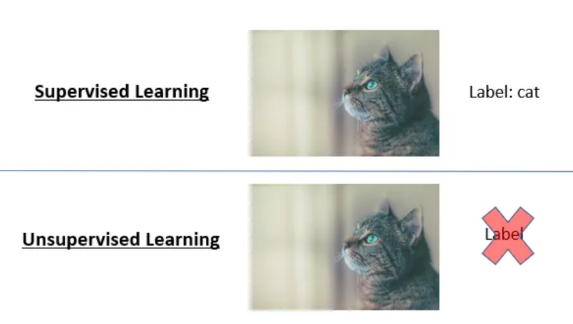 Supervised Learning
Label: cat
Unsupervised Learning
Label